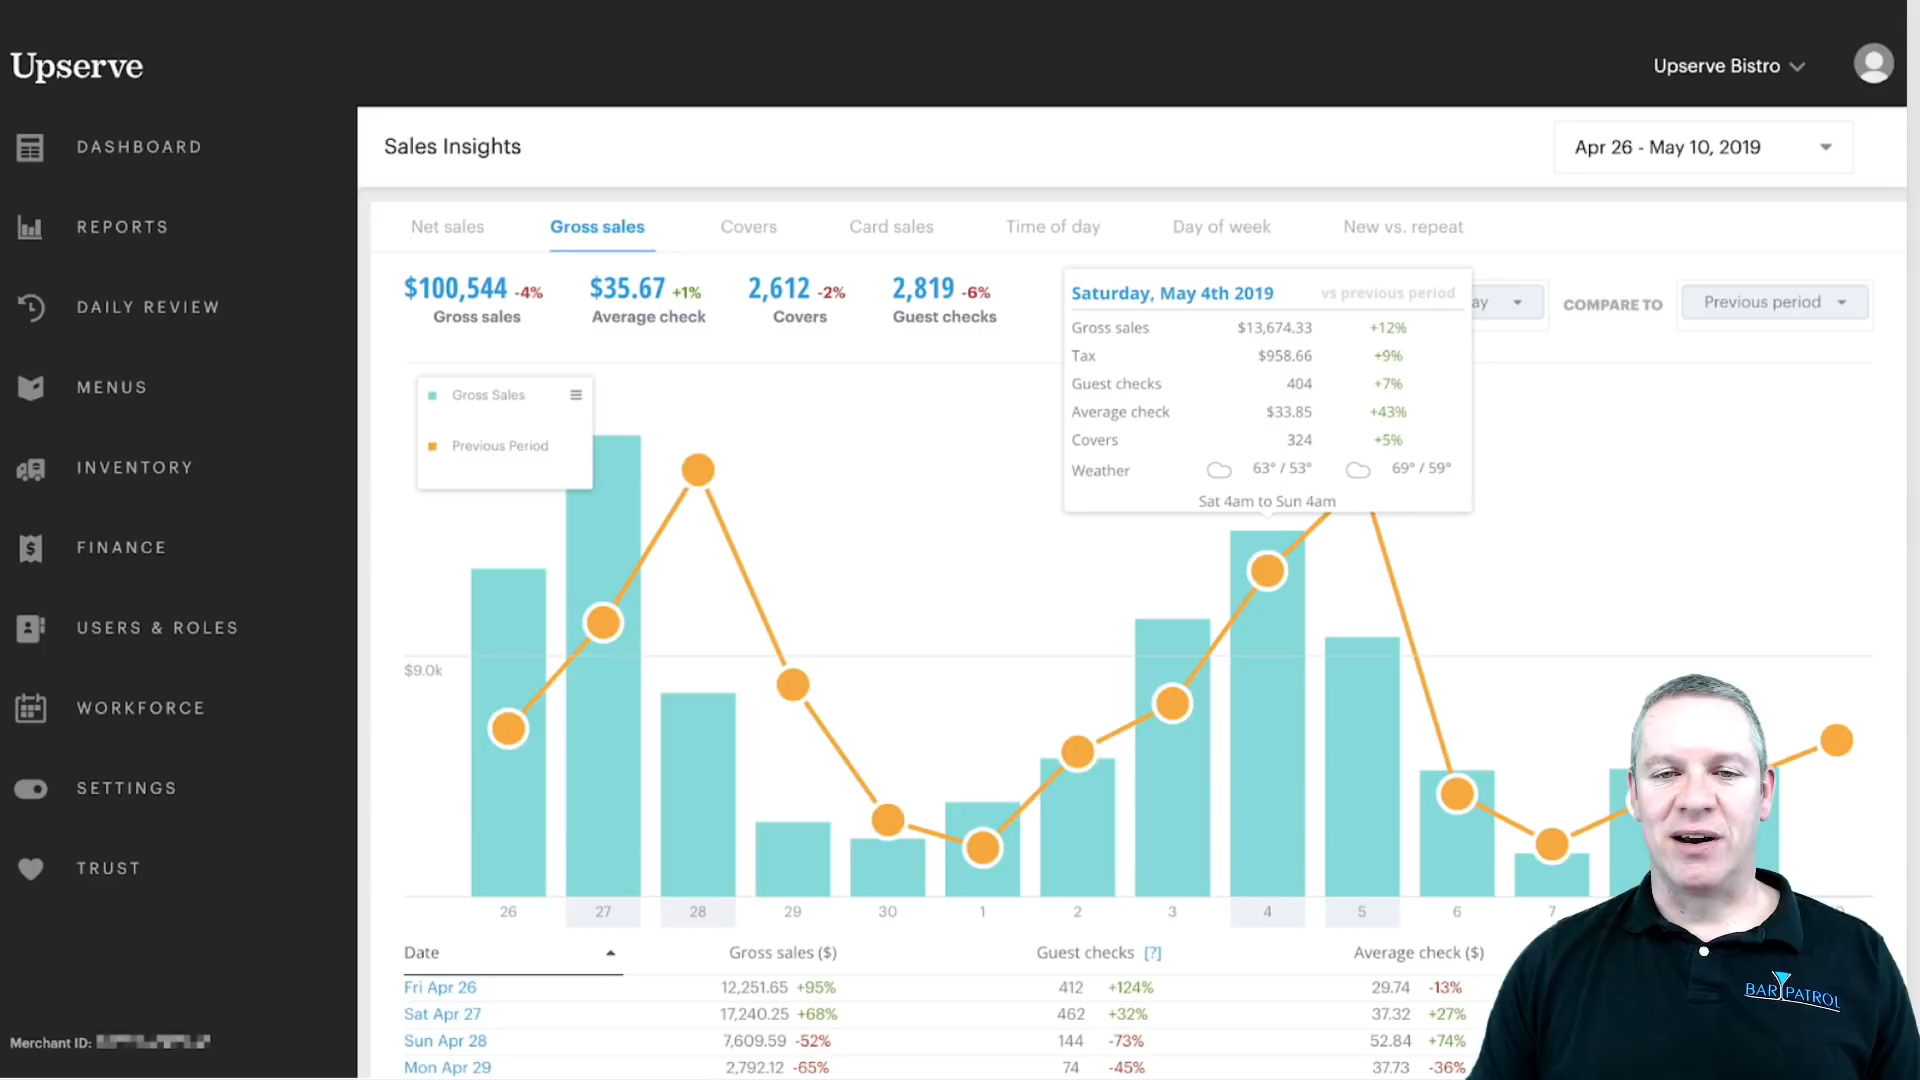 Upserve
Upserve Bistro
DASHBOARD
REPORTS
DAILY REVIEW
MENUS
INVENTORY
FINANCE
USERS & ROLES
WORKFORCE
SETTINGS
TRUST
Merchant ID:
Sales Insights
Apr 26 - May 10, 2019
Net sales Gross sales Covers Card sales Time of day Day of week New vs. repeat
$100,544 -4% $35.67 +1% 2,612 -2% 2,819 -6%
Gross sales Average check Covers Guest checks
ay COMPARE TO Previous period
Saturday, May 4th 2019 vs previous period
Gross sales $13,674.33 +12%
Tax $958.66 +9%
Guest checks 404 +7%
Average check $33.85 +43%
Covers 324 +5%
Weather 63° / 53° 69° / 59°
Sat 4am to Sun 4am
Gross Sales
Previous Period
$9.0k
26 27 28 29 30 1 2 3 4 5 6 7
Date Gross sales ($) Guest checks [?] Average check ($)
Fri Apr 26 12,251.65 +95% 412 +124% 29.74 -13%
Sat Apr 27 17,240.25 +68% 462 +32% 37.32 +27%
Sun Apr 28 7,609.59 -52% 144 -73% 52.84 +74%
Mon Apr 29 2,792.12 -65% 74 -45% 37.73 -36%
BAR PATROL